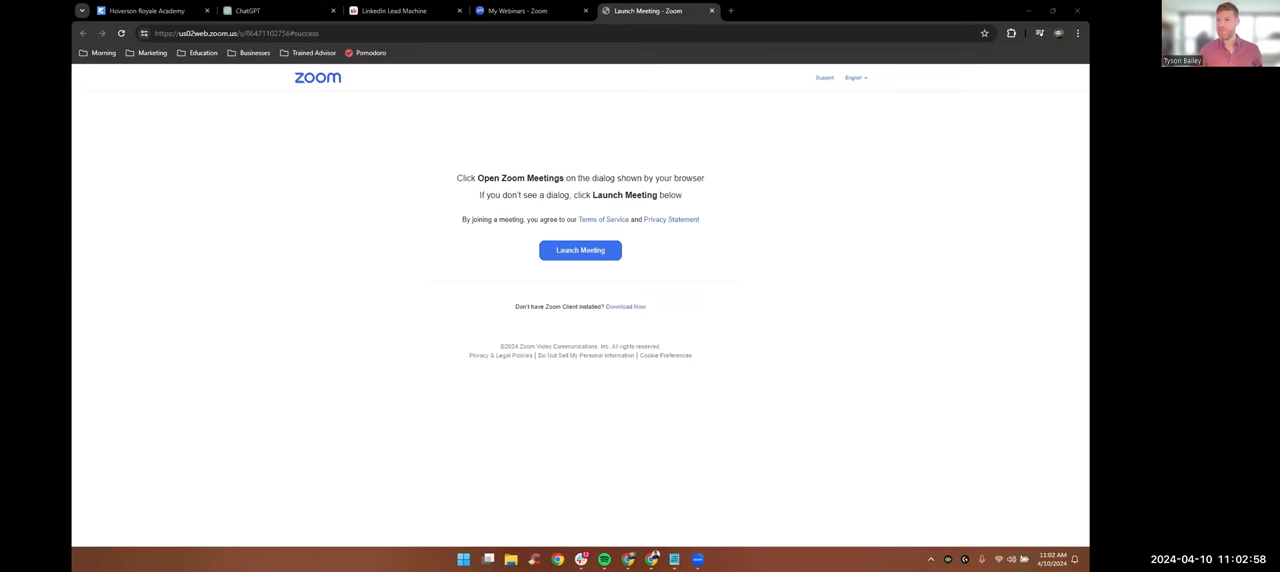 Hoverson Royale Academy
ChatGPT
LinkedIn Lead Machine
My Webinars - Zoom
Launch Meeting - Zoom
https://us02web.zoom.us/s/86471102756#success
Morning
Marketing
Education
Businesses
Trained Advisor
Pomodoro
zoom
Support
English
Click Open Zoom Meetings on the dialog shown by your browser
If you don't see a dialog, click Launch Meeting below
By joining a meeting, you agree to our Terms of Service and Privacy Statement
Launch Meeting
Don't have Zoom Client installed? Download Now
©2024 Zoom Video Communications, Inc. All rights reserved.
Privacy & Legal Policies | Do Not Sell My Personal Information | Cookie Preferences
Tyson Bailey
11:02 AM
4/10/2024
2024-04-10 11:02:58